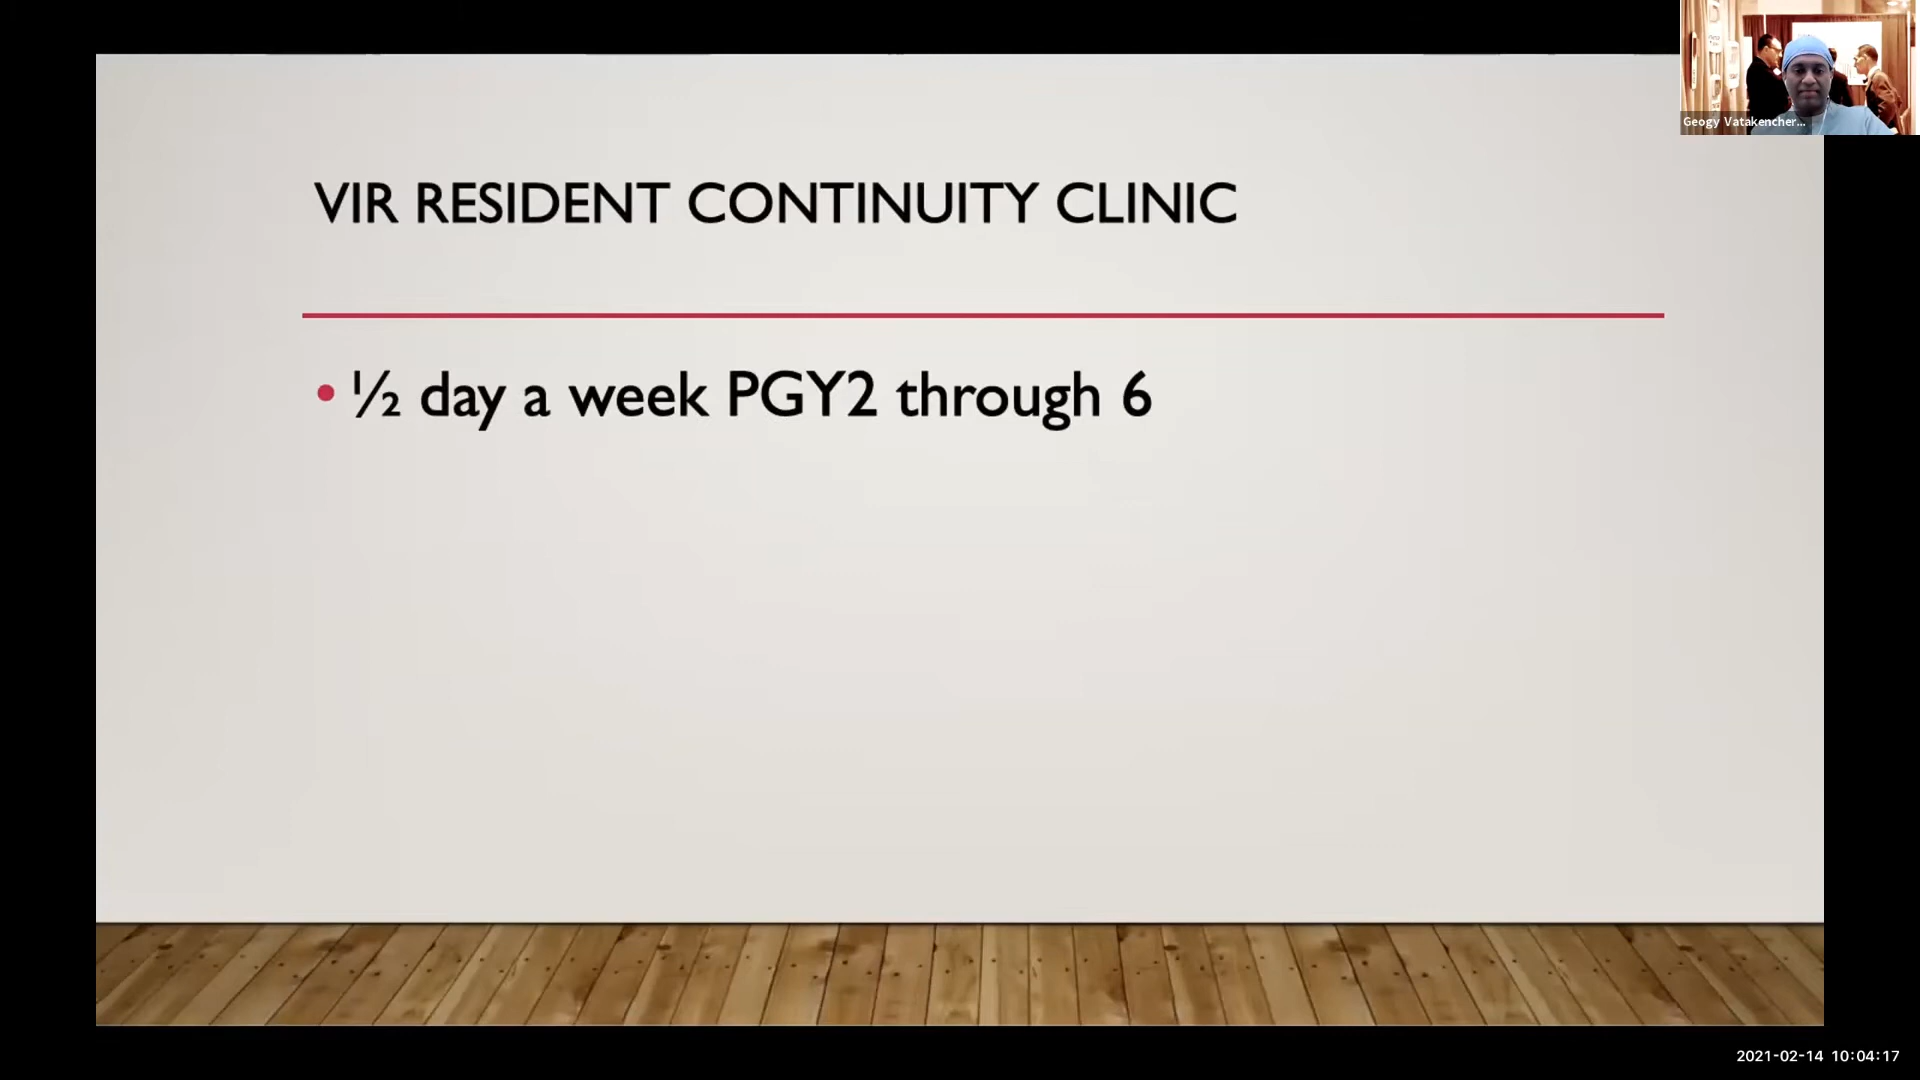 Geogy Vatakencher...
VIR RESIDENT CONTINUITY CLINIC
• ½ day a week PGY2 through 6
2021-02-14 10:04:17